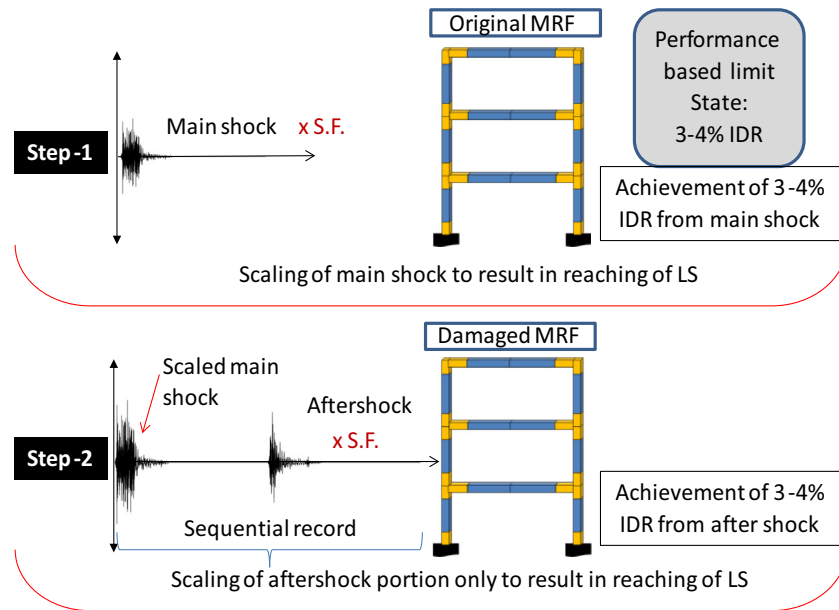 Original MRF
Performance
based limit
State:
3-4% IDR
Main shock x S.F.
Step-1
Achievement of 3-4%
IDR from main shock
Scaling of main shock to result in reaching of LS
Damaged MRF
Scaled main
shock
Aftershock
x S.F.
Step-2
Achievement of 3-4%
IDR from after shock
Sequential record
Scaling of aftershock portion only to result in reaching of LS